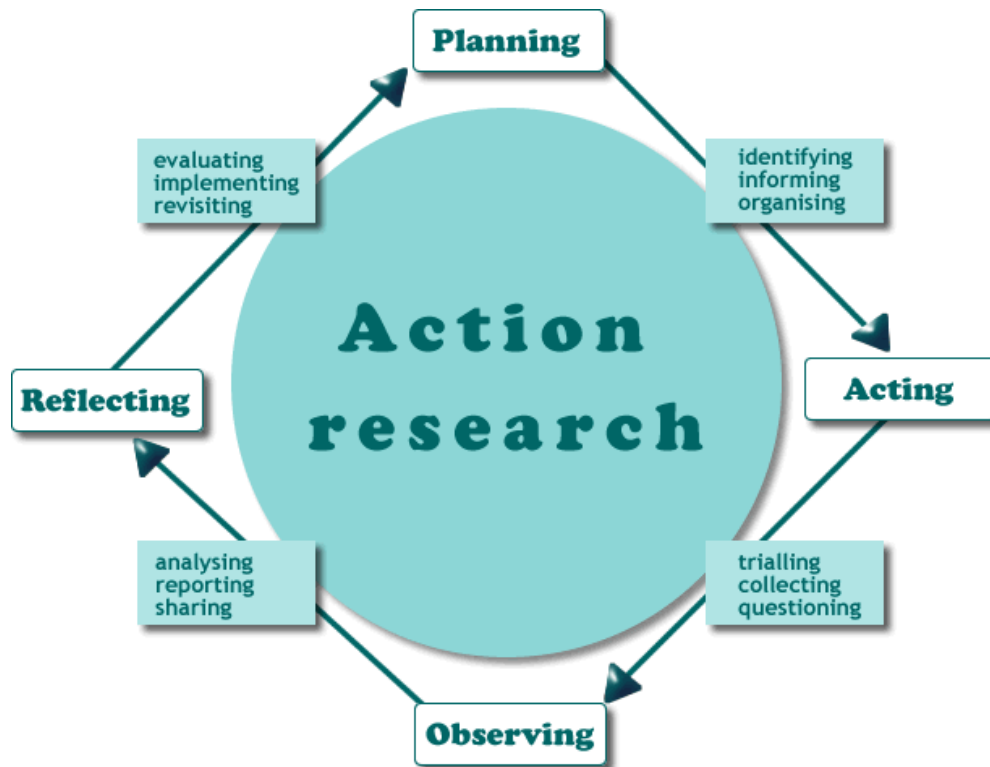 Planning
identifying
informing
organising
Acting
trialling
collecting
questioning
Observing
analysing
reporting
sharing
Reflecting
evaluating
implementing
revisiting
Action
research